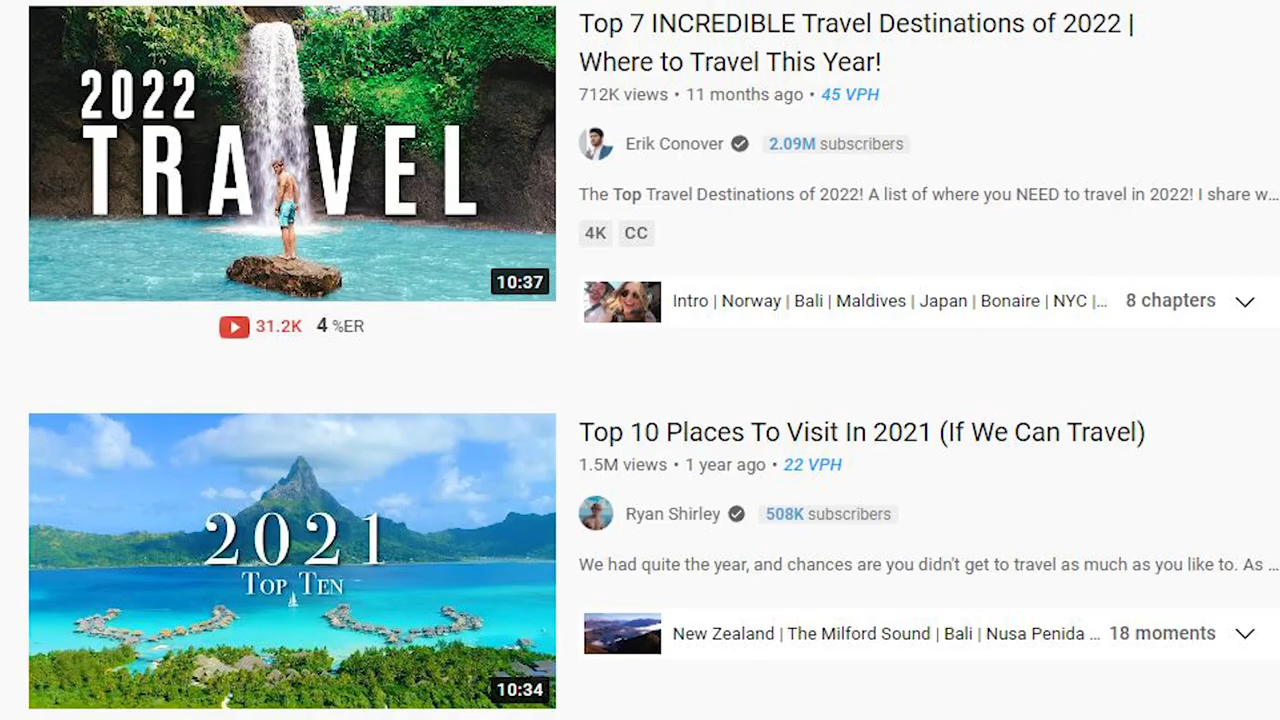 2022
TRAVEL
10:37
31.2K 4 %ER
Top 7 INCREDIBLE Travel Destinations of 2022 |
Where to Travel This Year!
712K views • 11 months ago • 45 VPH
Erik Conover 2.09M subscribers
The Top Travel Destinations of 2022! A list of where you NEED to travel in 2022! I share w...
4K CC
Intro | Norway | Bali | Maldives | Japan | Bonaire | NYC |... 8 chapters
2021
TOP TEN
10:34
Top 10 Places To Visit In 2021 (If We Can Travel)
1.5M views • 1 year ago • 22 VPH
Ryan Shirley 508K subscribers
We had quite the year, and chances are you didn't get to travel as much as you like to. As ...
New Zealand | The Milford Sound | Bali | Nusa Penida ... 18 moments